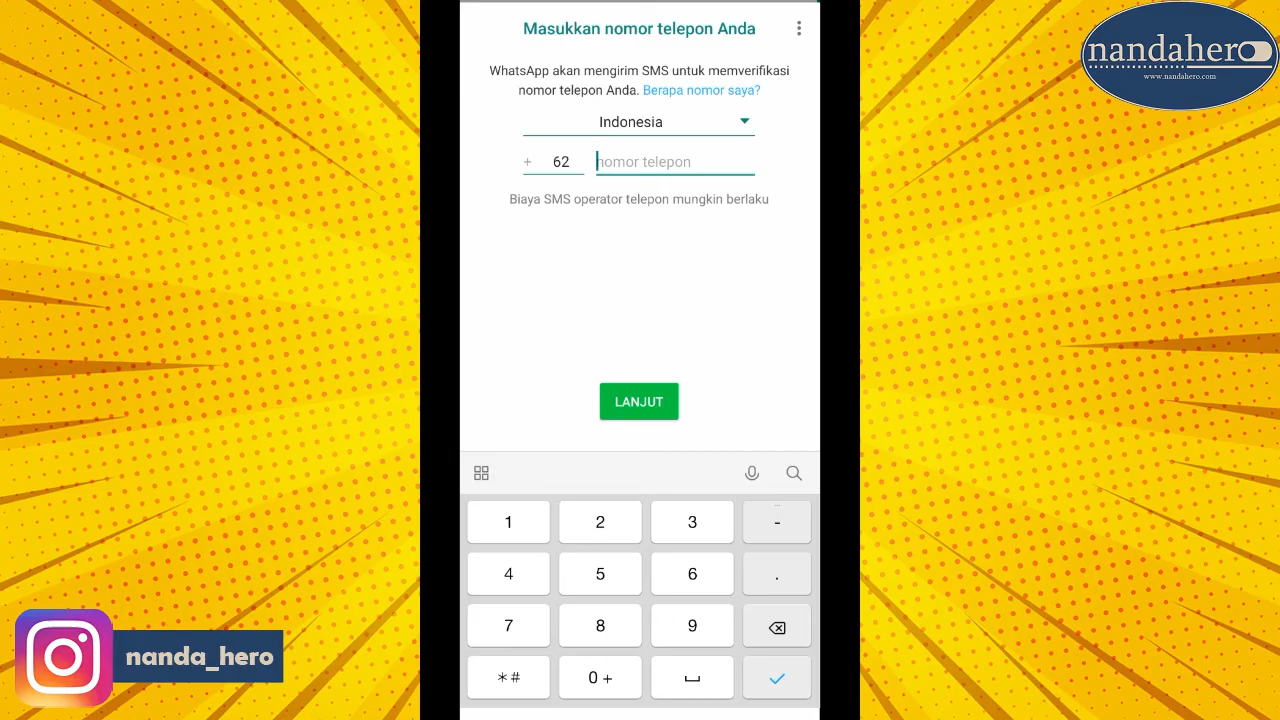 Masukkan nomor telepon Anda
WhatsApp akan mengirim SMS untuk memverifikasi
nomor telepon Anda. Berapa nomor saya?
Indonesia
+ 62 nomor telepon
Biaya SMS operator telepon mungkin berlaku
LANJUT
1 2 3 -
4 5 6 .
7 8 9
*# 0 +
nandahero
www.nandahero.com
nanda_hero